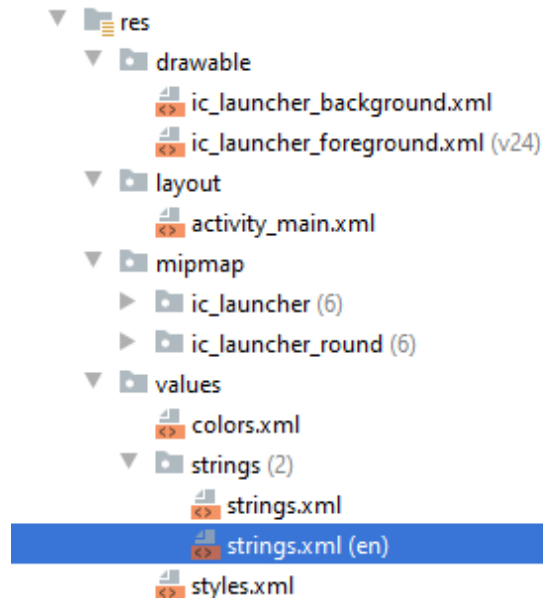 res
drawable
ic_launcher_background.xml
ic_launcher_foreground.xml (v24)
layout
activity_main.xml
mipmap
ic_launcher (6)
ic_launcher_round (6)
values
colors.xml
strings (2)
strings.xml
strings.xml (en)
styles.xml